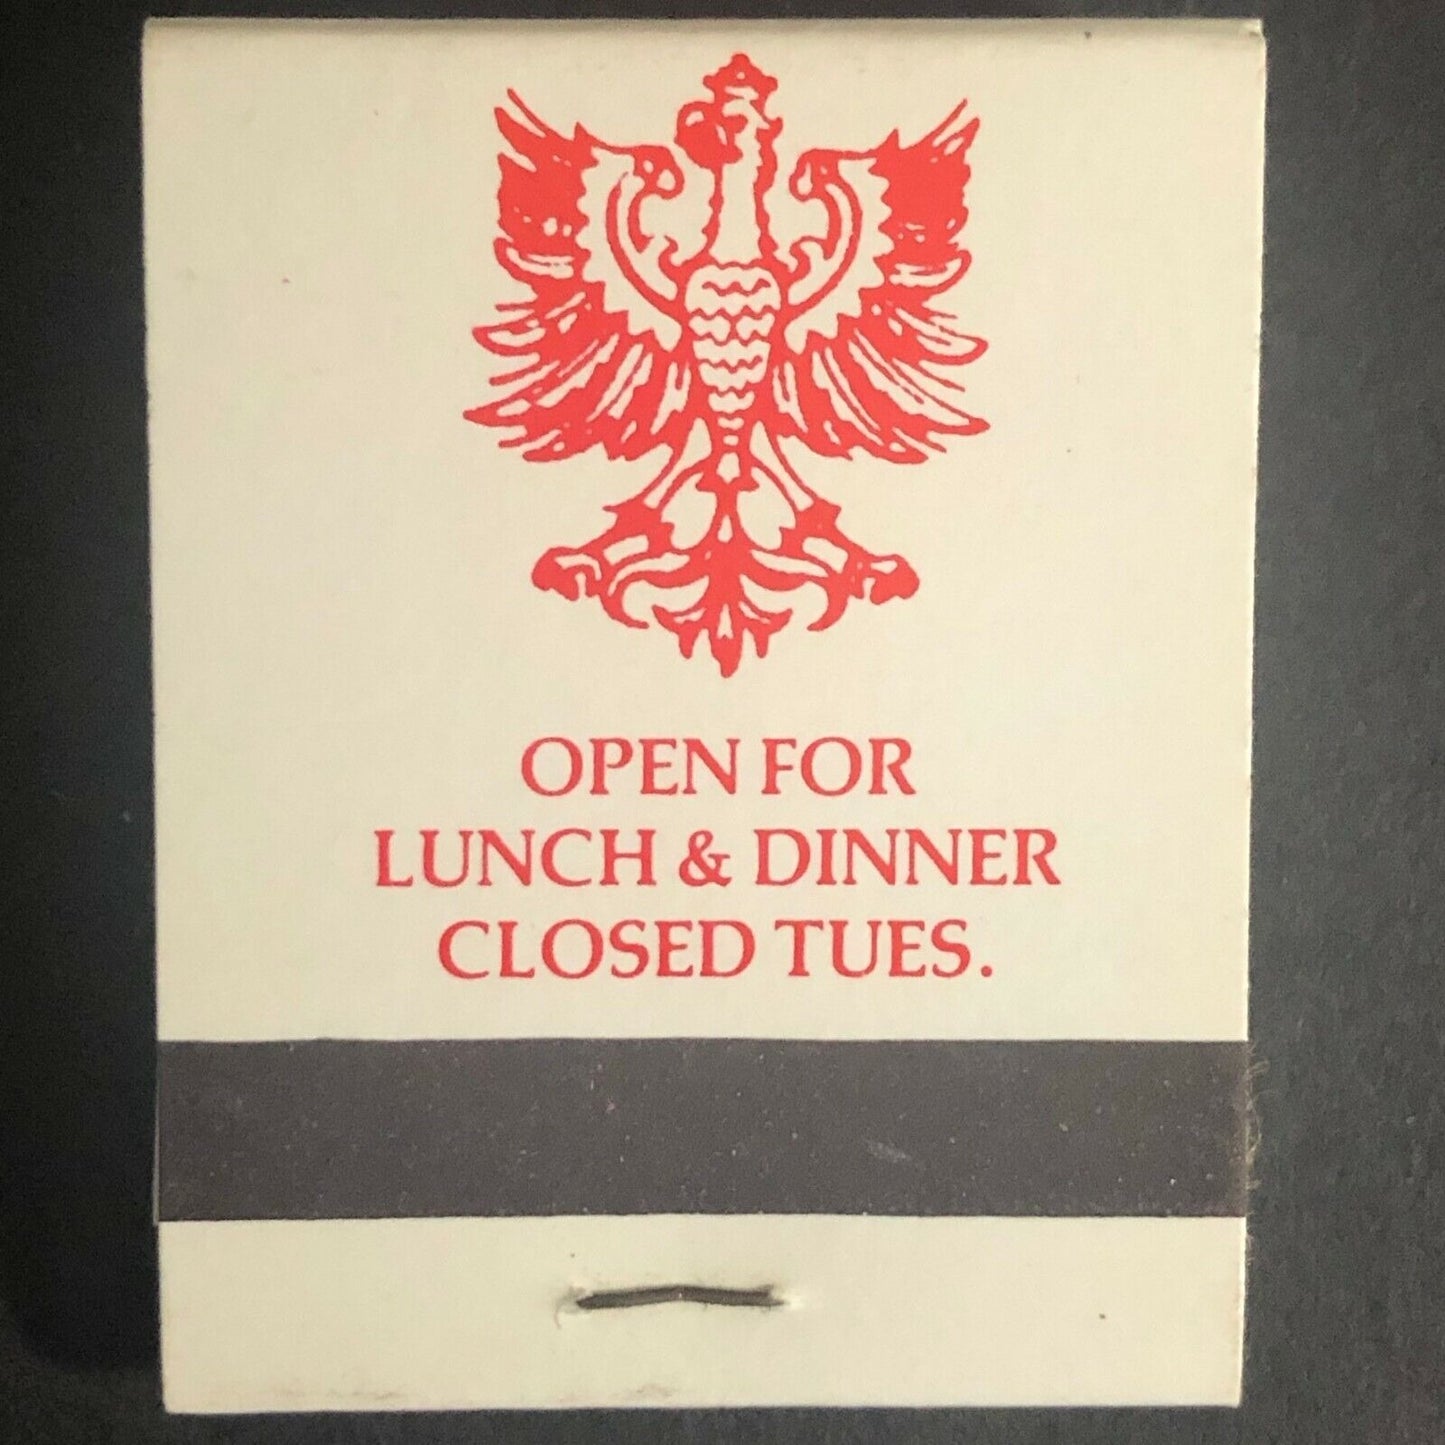 OPEN FOR
LUNCH & DINNER
CLOSED TUES.